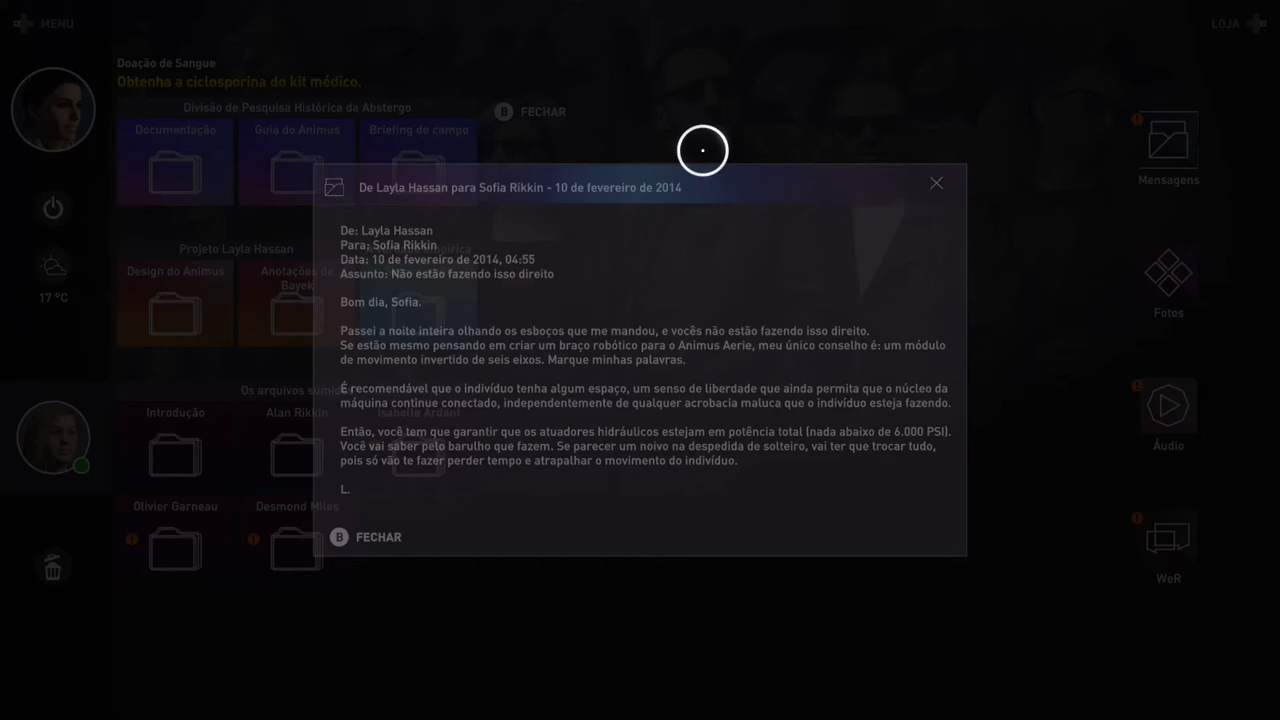 MENU
LOJA
Doação de Sangue
Obtenha a ciclosporina do kit médico.
Divisão de Pesquisa Histórica da Abstergo
B FECHAR
Documentação
Guia do Animus
Briefing de campo
Mensagens
De Layla Hassan para Sofia Rikkin - 10 de fevereiro de 2014
De: Layla Hassan
Para: Sofia Rikkin
Data: 10 de fevereiro de 2014, 04:55
Assunto: Não estão fazendo isso direito
Projeto Layla Hassan
Design do Animus
Anotações de
Bayek
17 °C
Bom dia, Sofia.
Passei a noite inteira olhando os esboços que me mandou, e vocês não estão fazendo isso direito.
Se estão mesmo pensando em criar um braço robótico para o Animus Aerie, meu único conselho é: um módulo
de movimento invertido de seis eixos. Marque minhas palavras.
Fotos
É recomendável que o indivíduo tenha algum espaço, um senso de liberdade que ainda permita que o núcleo da
máquina continue conectado, independentemente de qualquer acrobacia maluca que o indivíduo esteja fazendo.
Os arquivos
Introdução
Alan Rikkin
Isabelle Ardant
Então, você tem que garantir que os atuadores hidráulicos estejam em potência total (nada abaixo de 6.000 PSI).
Você vai saber pelo barulho que fazem. Se parecer um noivo na despedida de solteiro, vai ter que trocar tudo,
pois só vão te fazer perder tempo e atrapalhar o movimento do indivíduo.
Áudio
L.
Olivier Garneau
Desmond Miles
B FECHAR
WeR